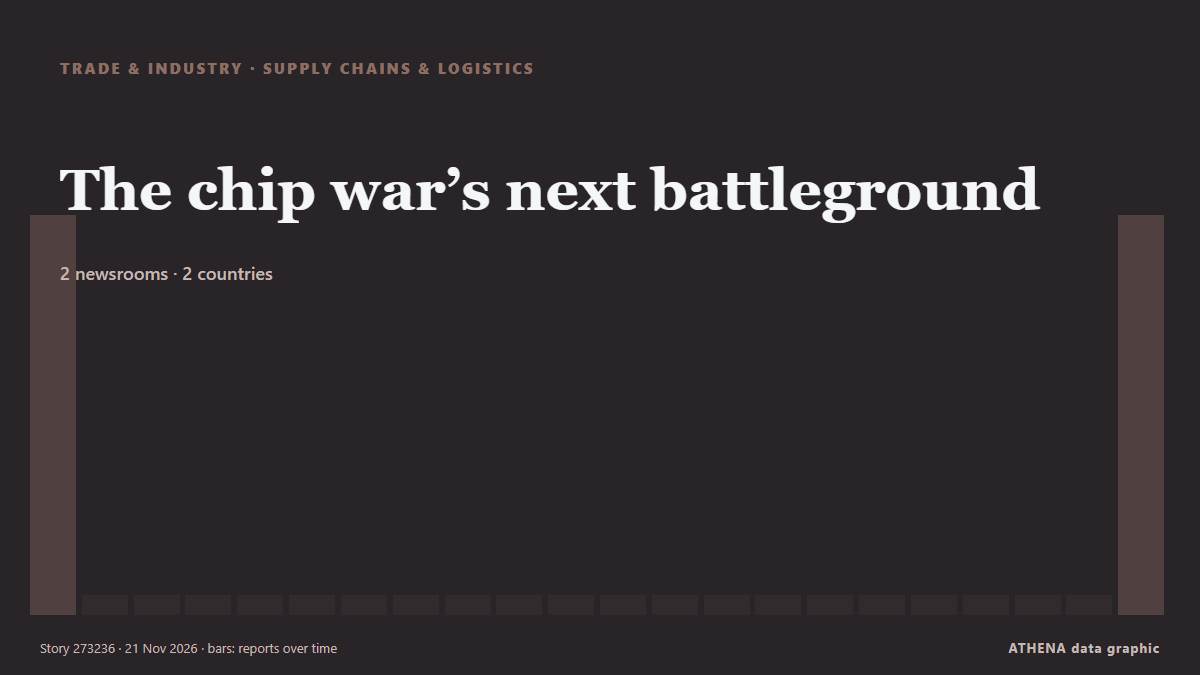 TRADE & INDUSTRY · SUPPLY CHAINS & LOGISTICS
The chip war’s next battleground
2 newsrooms · 2 countries
Story 273236 · 21 Nov 2026 · bars: reports over time
ATHENA data graphic